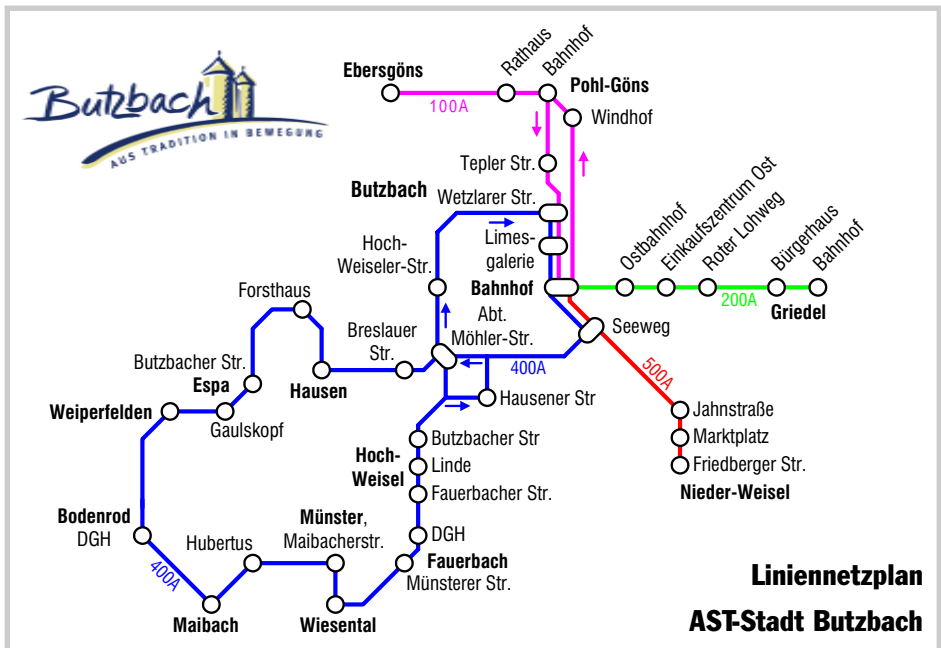 Butzbach
AUS TRADITION IN BEWEGUNG
Ebersgöns
Rathaus
Bahnhof
Pohl-Göns
100A
Windhof
Tepler Str.
Butzbach
Wetzlarer Str.
Limes-
galerie
Hoch-
Weiseler-Str.
Bahnhof
Ostbahnhof
Einkaufszentrum Ost
Roter Lohweg
Bürgerhaus
Bahnhof
200A
Griedel
Forsthaus
Breslauer
Str.
Abt.
Möhler-Str.
Seeweg
400A
500A
Butzbacher Str.
Espa
Hausen
Hausener Str
Weiperfelden
Gaulskopf
Jahnstraße
Marktplatz
Friedberger Str.
Nieder-Weisel
Butzbacher Str
Hoch-
Weisel
Linde
Fauerbacher Str.
Bodenrod
DGH
Hubertus
Münster,
Maibacherstr.
DGH
Fauerbach
Münsterer Str.
400A
Maibach
Wiesental
Liniennetzplan
AST-Stadt Butzbach